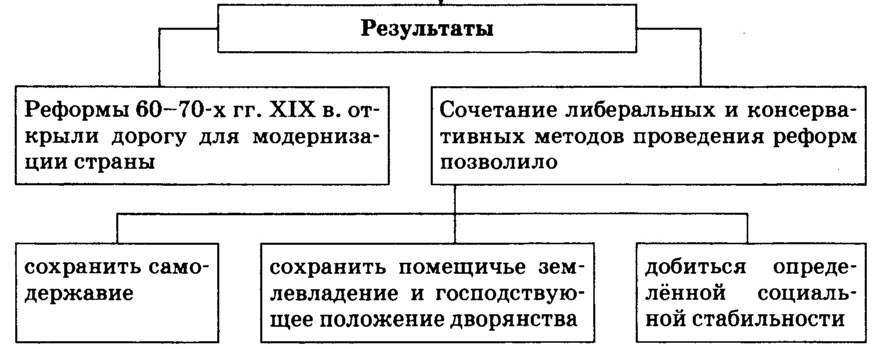 Результаты
Реформы 60—70-х гг. XIX в. от-
крыли дорогу для модерниза-
ции страны
Сочетание либеральных и консерва-
тивных методов проведения реформ
позволило
сохранить само-
державие
сохранить помещичье зем-
левладение и господствую-
щее положение дворянства
добиться опреде-
лённой социаль-
ной стабильности